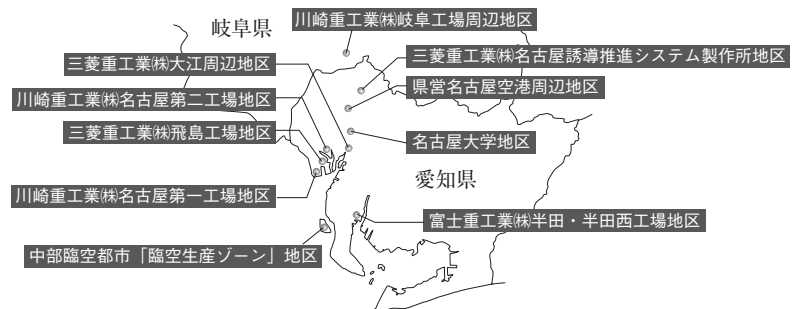 川崎重工業㈱岐阜工場周辺地区
岐阜県
三菱重工業㈱名古屋誘導推進システム製作所地区
三菱重工業㈱大江周辺地区
県営名古屋空港周辺地区
川崎重工業㈱名古屋第二工場地区
三菱重工業㈱飛島工場地区
名古屋大学地区
愛知県
川崎重工業㈱名古屋第一工場地区
富士重工業㈱半田・半田西工場地区
中部臨空都市「臨空生産ゾーン」地区